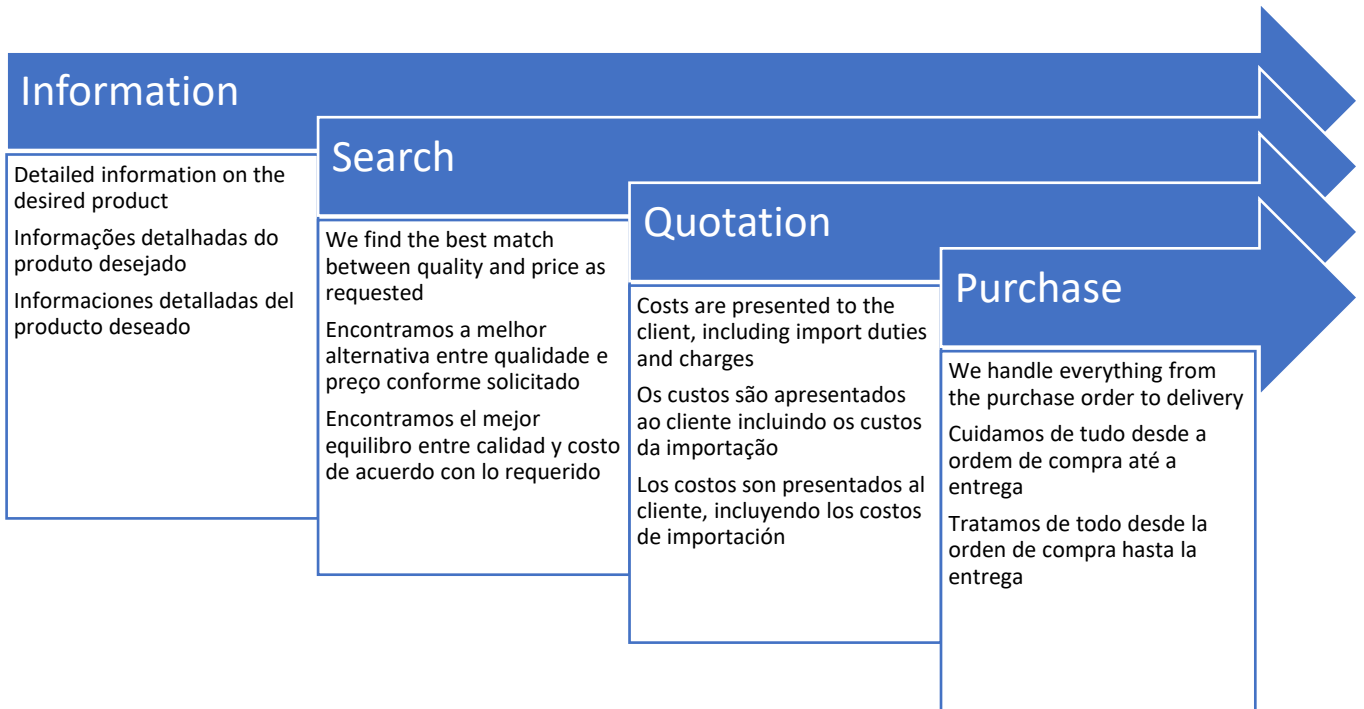 Information
Detailed information on the
desired product
Informações detalhadas do
produto desejado
Informaciones detalladas del
producto deseado
Search
We find the best match
between quality and price as
requested
Encontramos a melhor
alternativa entre qualidade e
preço conforme solicitado
Encontramos el mejor
equilibro entre calidad y costo
de acuerdo con lo requerido
Quotation
Costs are presented to the
client, including import duties
and charges
Os custos são apresentados
ao cliente incluindo os custos
da importação
Los costos son presentados al
cliente, incluyendo los costos
de importación
Purchase
We handle everything from
the purchase order to delivery
Cuidamos de tudo desde a
ordem de compra até a
entrega
Tratamos de todo desde la
orden de compra hasta la
entrega